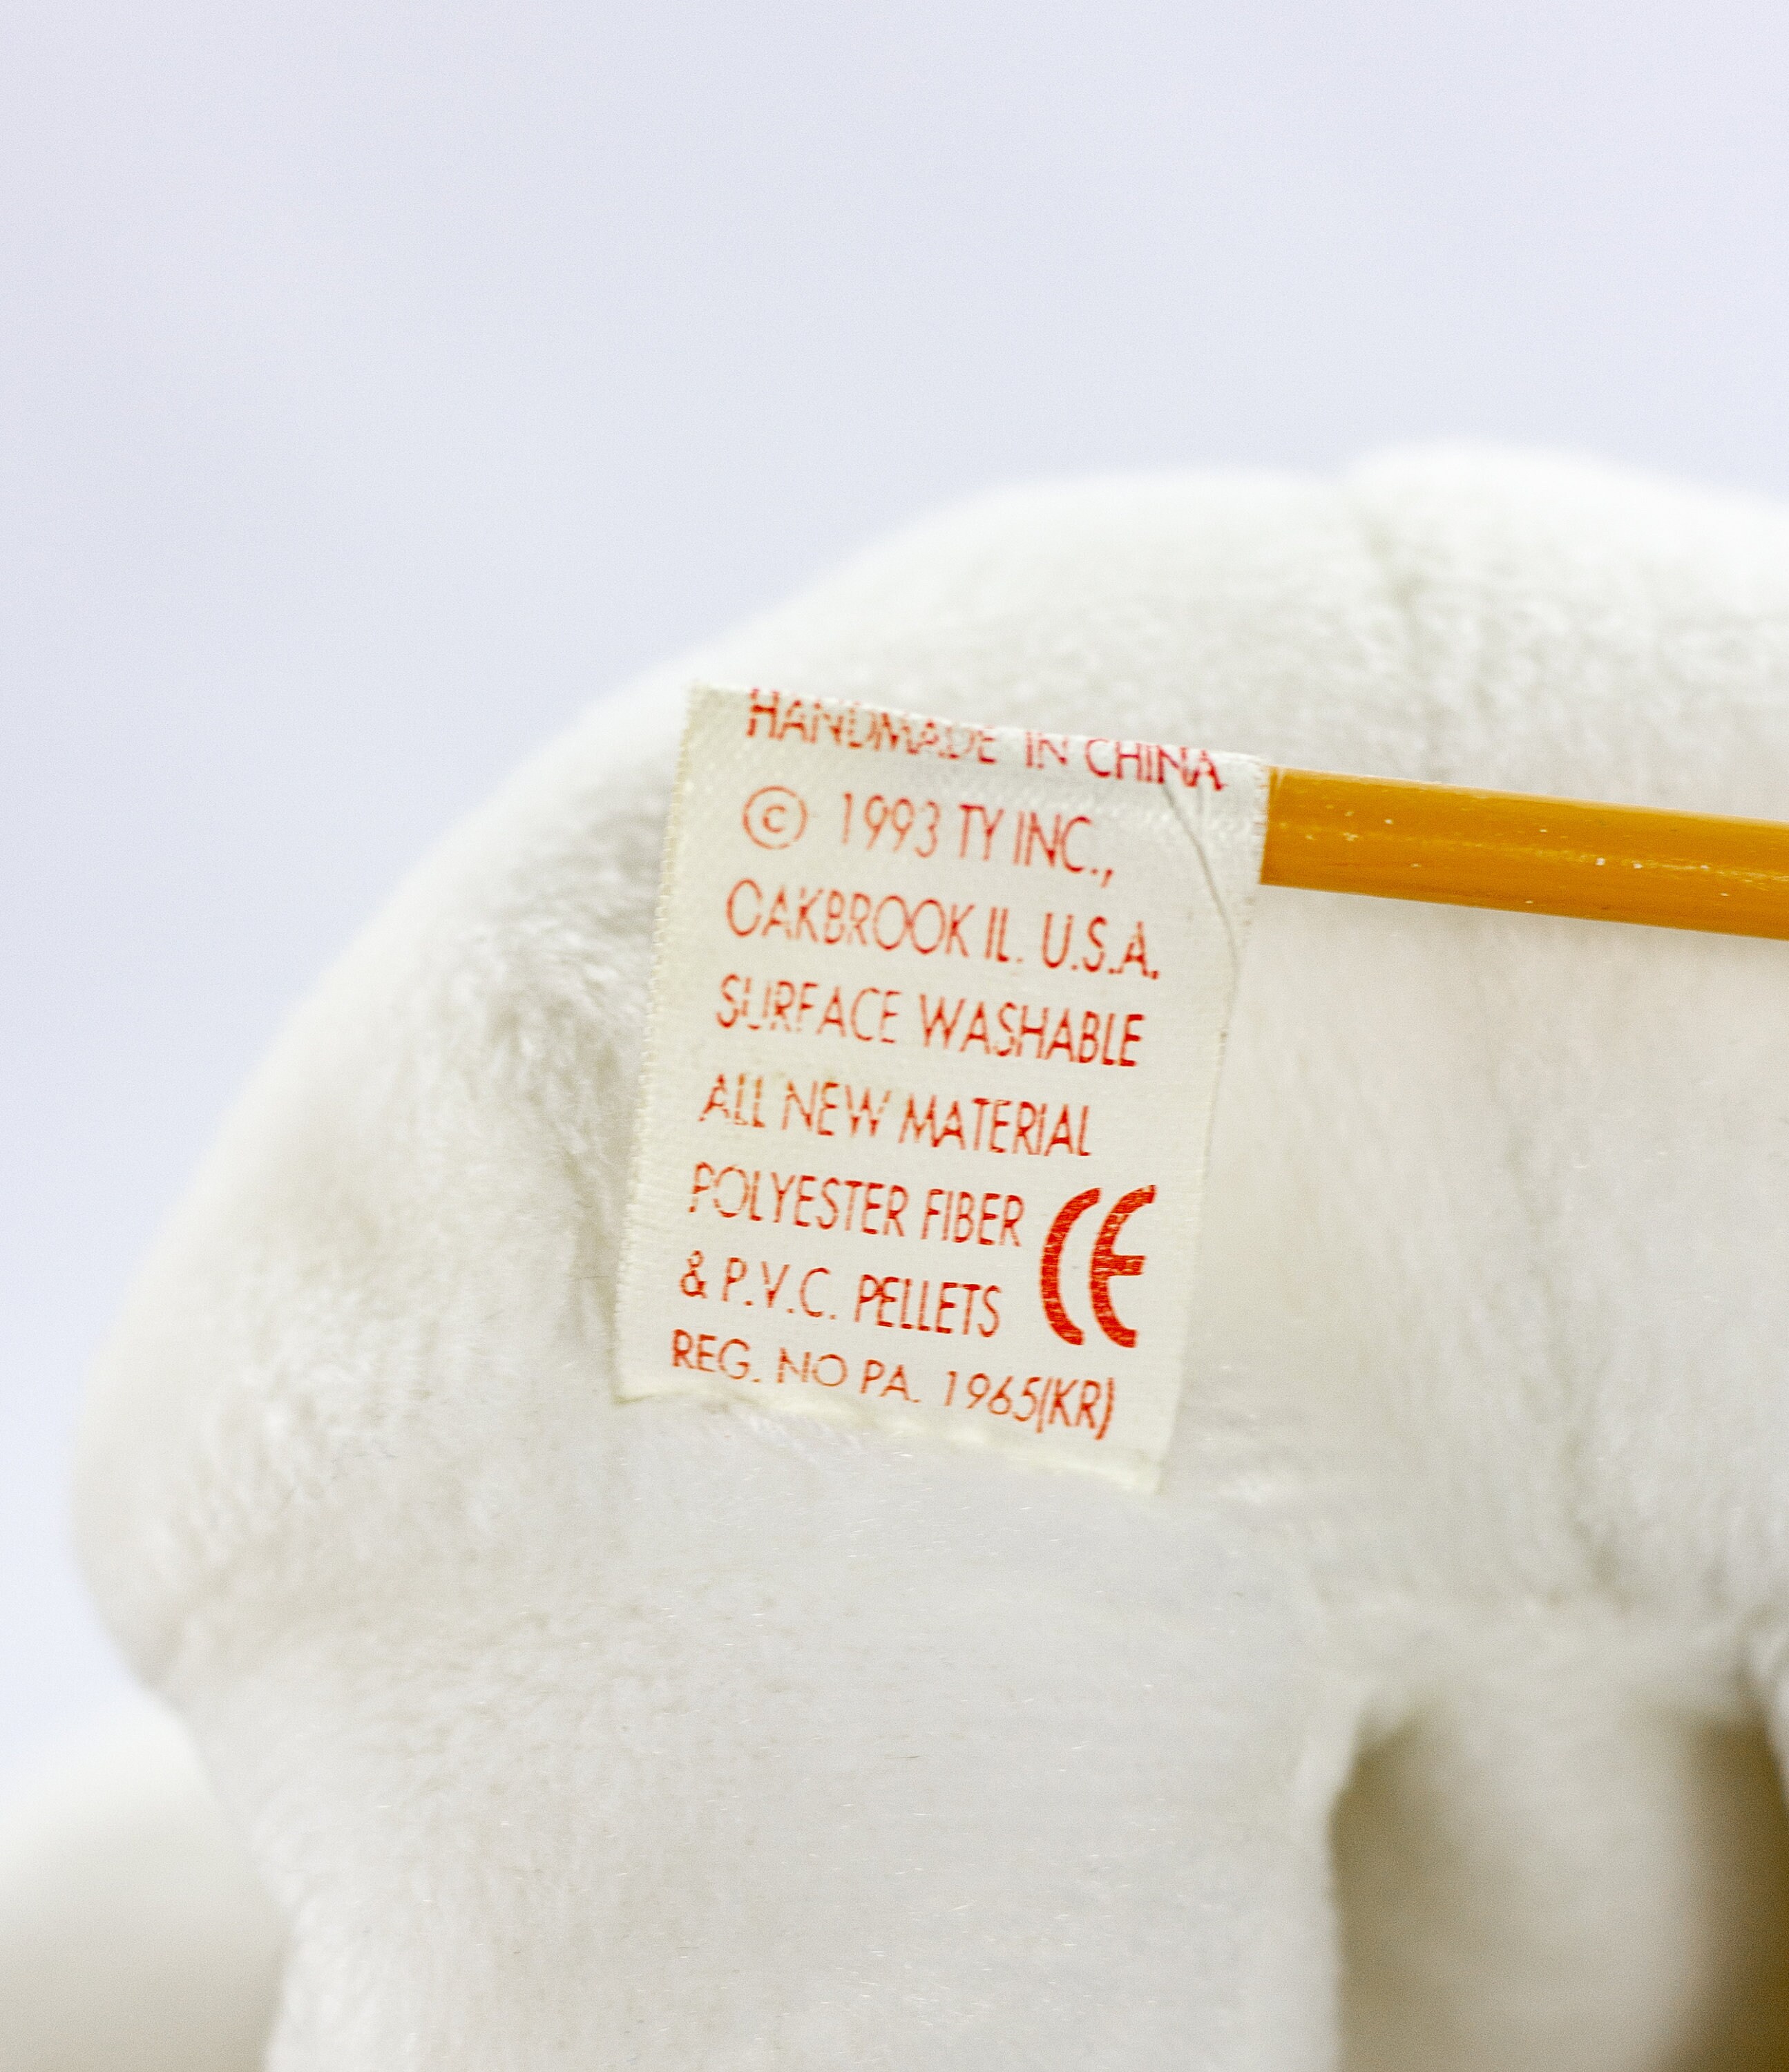 HANDMADE IN CHINA
© 1993 TY INC.,
OAKBROOK IL. U.S.A.
SURFACE WASHABLE
ALL NEW MATERIAL
POLYESTER FIBER
& P.V.C. PELLETS CE
REG. NO PA. 1965(KR)